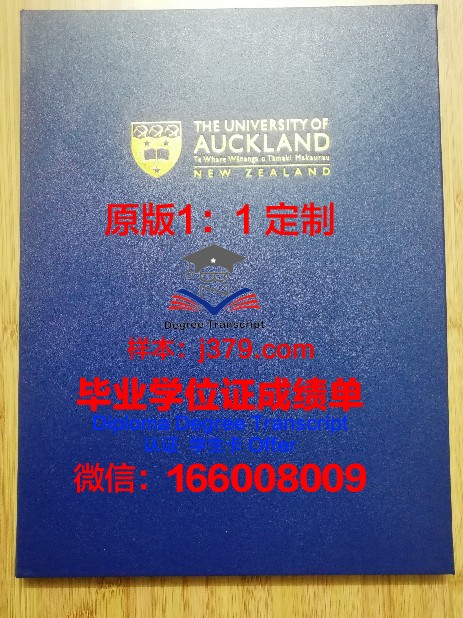 THE UNIVERSITY OF
AUCKLAND
Te Whare Wānanga o Tāmaki Makaurau
NEW ZEALAND
原版1：1 定制
Degree Transcript
样本：j379.com
毕业学位证成绩单
Diploma Degree Transcript
认证 学生卡 Offer
微信：166008009